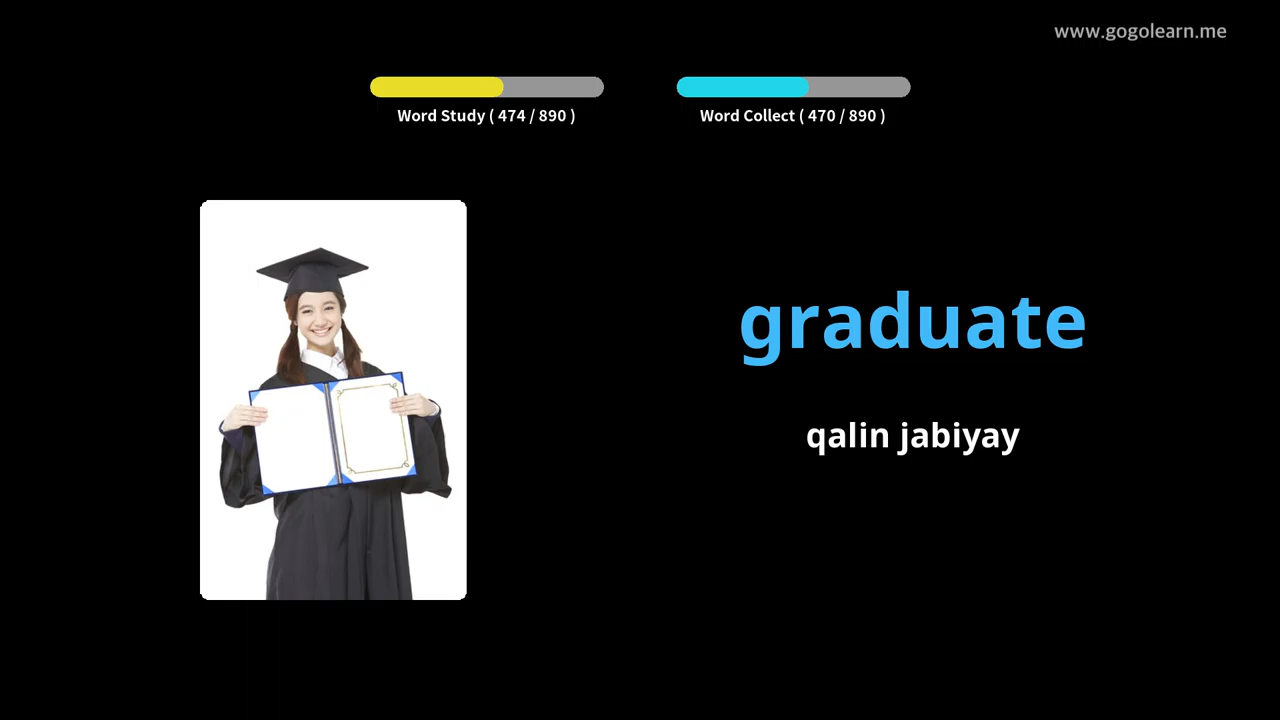 www.gogolearn.me
Word Study ( 474 / 890 )
Word Collect ( 470 / 890 )
graduate
qalin jabiyay